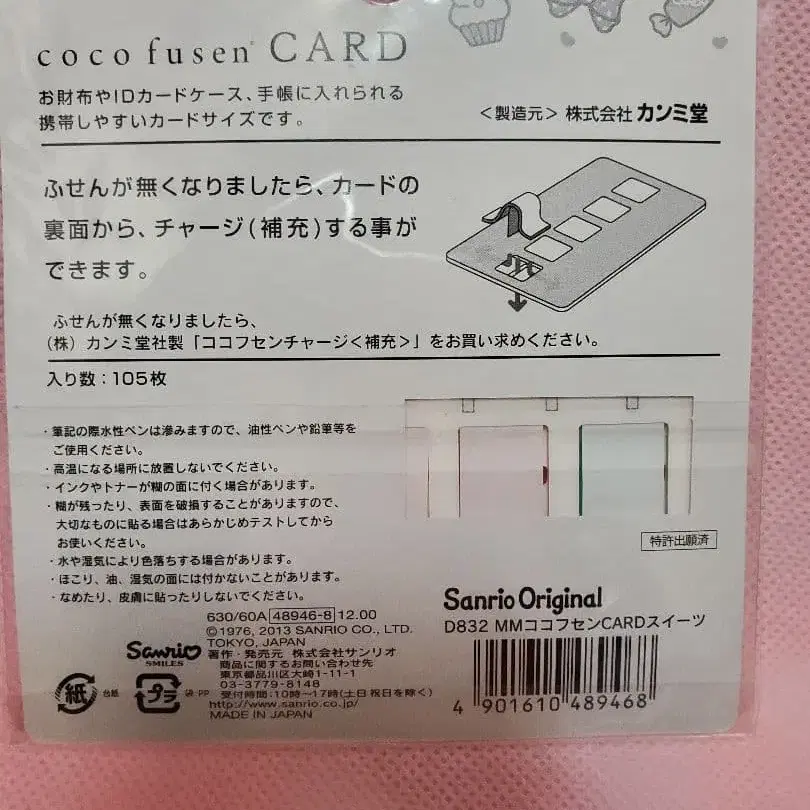 coco fusen CARD
お財布やIDカードケース、手帳に入れられる
携帯しやすいカードサイズです。
＜製造元＞ 株式会社 カンミ堂
ふせんが無くなりましたら、カードの
裏面から、チャージ(補充)する事が
できます。
ふせんが無くなりましたら、
(株) カンミ堂社製「ココフセンチャージ＜補充＞」をお買い求めください。
入り数：105枚
・筆記の際水性ペンは滲みますので、油性ペンや鉛筆等を
ご使用ください。
・高温になる場所に放置しないでください。
・インクやトナーが糊の面に付く場合があります。
・糊が残ったり、表面を破損することがありますので、
大切なものに貼る場合はあらかじめテストしてから
お使いください。
・水や湿気により色落ちする場合があります。
・ほこり、油、湿気の面には付かないことがあります。
・なめたり、皮膚に貼ったりしないでください。
特許出願済
Sanrio Original
D832 MMココフセンCARDスイーツ
4 901610 489468
630/60A 48946-8 12.00
©1976, 2013 SANRIO CO., LTD.
TOKYO, JAPAN
Sanrio SMILES
著作・発売元 株式会社サンリオ
商品に関するお問い合わせ先
東京都品川区大崎1-11-1
03-3779-8148
受付時間：10時～17時(土日祝日を除く)
http://www.sanrio.co.jp/
MADE IN JAPAN
紙 台紙
プラ 袋 PP